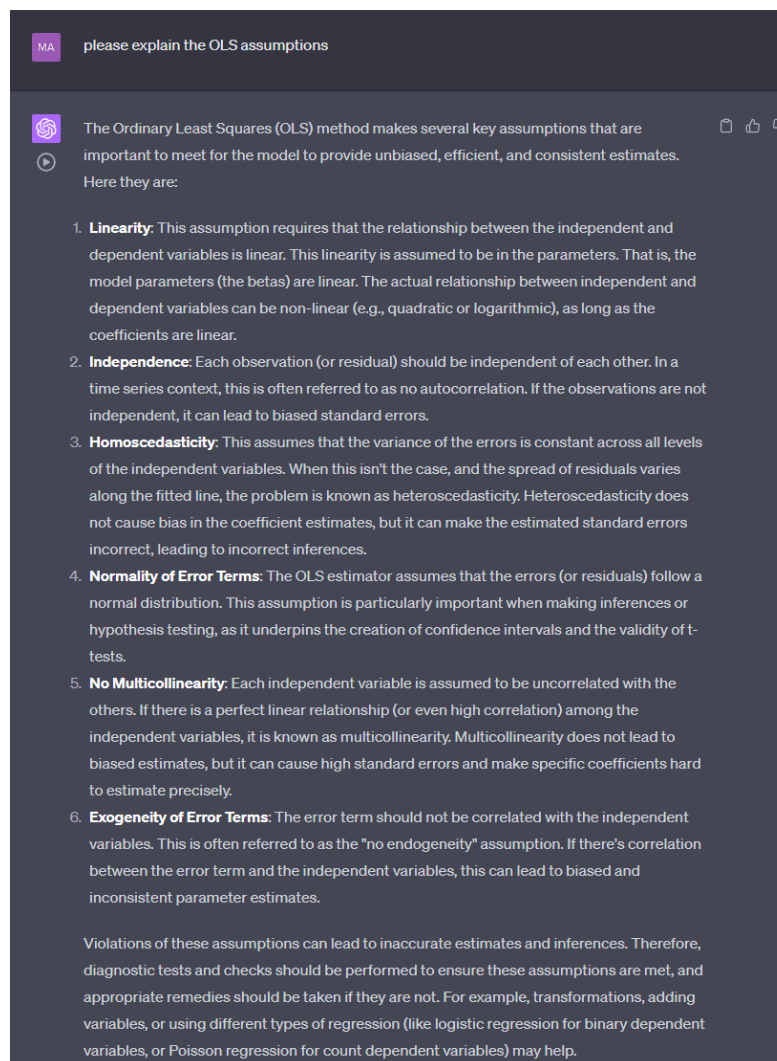 MA
please explain the OLS assumptions
The Ordinary Least Squares (OLS) method makes several key assumptions that are
important to meet for the model to provide unbiased, efficient, and consistent estimates.
Here they are:
1. Linearity: This assumption requires that the relationship between the independent and
dependent variables is linear. This linearity is assumed to be in the parameters. That is, the
model parameters (the betas) are linear. The actual relationship between independent and
dependent variables can be non-linear (e.g., quadratic or logarithmic), as long as the
coefficients are linear.
2. Independence: Each observation (or residual) should be independent of each other. In a
time series context, this is often referred to as no autocorrelation. If the observations are not
independent, it can lead to biased standard errors.
3. Homoscedasticity: This assumes that the variance of the errors is constant across all levels
of the independent variables. When this isn't the case, and the spread of residuals varies
along the fitted line, the problem is known as heteroscedasticity. Heteroscedasticity does
not cause bias in the coefficient estimates, but it can make the estimated standard errors
incorrect, leading to incorrect inferences.
4. Normality of Error Terms: The OLS estimator assumes that the errors (or residuals) follow a
normal distribution. This assumption is particularly important when making inferences or
hypothesis testing, as it underpins the creation of confidence intervals and the validity of t-
tests.
5. No Multicollinearity: Each independent variable is assumed to be uncorrelated with the
others. If there is a perfect linear relationship (or even high correlation) among the
independent variables, it is known as multicollinearity. Multicollinearity does not lead to
biased estimates, but it can cause high standard errors and make specific coefficients hard
to estimate precisely.
6. Exogeneity of Error Terms: The error term should not be correlated with the independent
variables. This is often referred to as the "no endogeneity" assumption. If there's correlation
between the error term and the independent variables, this can lead to biased and
inconsistent parameter estimates.
Violations of these assumptions can lead to inaccurate estimates and inferences. Therefore,
diagnostic tests and checks should be performed to ensure these assumptions are met, and
appropriate remedies should be taken if they are not. For example, transformations, adding
variables, or using different types of regression (like logistic regression for binary dependent
variables, or Poisson regression for count dependent variables) may help.